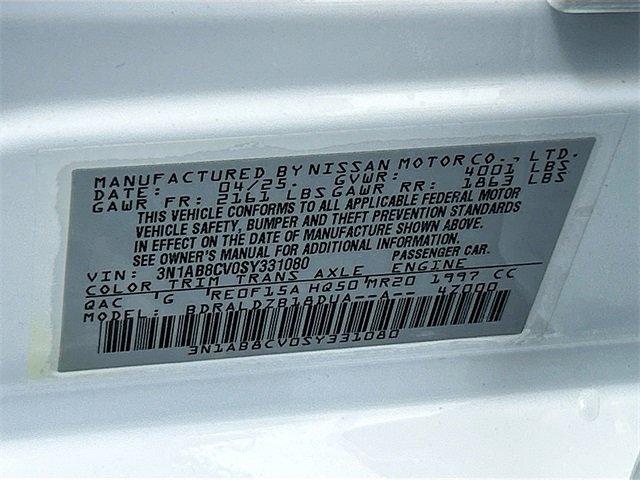 MANUFACTURED BY NISSAN MOTOR CO., LTD.
DATE: 04/25. GVWR: 4001 LBS
GAWR FR: 2161 LBS GAWR RR: 1863 LBS
THIS VEHICLE CONFORMS TO ALL APPLICABLE FEDERAL MOTOR
VEHICLE SAFETY, BUMPER AND THEFT PREVENTION STANDARDS
IN EFFECT ON THE DATE OF MANUFACTURE SHOWN ABOVE.
SEE OWNER'S MANUAL FOR ADDITIONAL INFORMATION.
VIN: 3N1AB8CV0SY331080 PASSENGER CAR.
COLOR TRIM TRANS AXLE ENGINE
QAC G RE0F15A HQ50 MR20 1997 CC
MODEL: BDRALDZB18DUA--A-- 47000
3N1AB8CV0SY331080